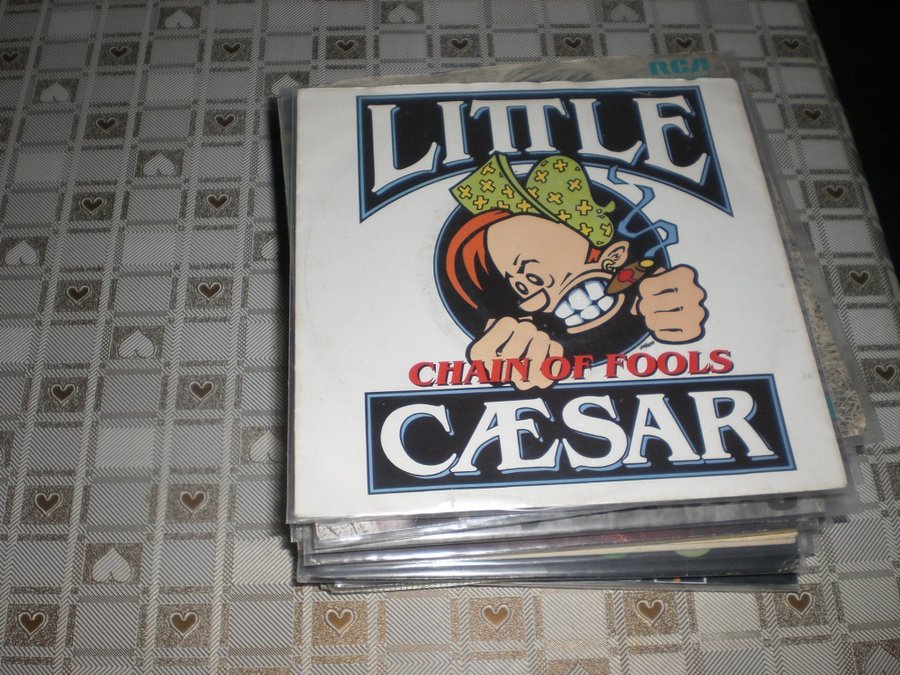 RCA
LITTLE
CHAIN OF FOOLS
CÆSAR